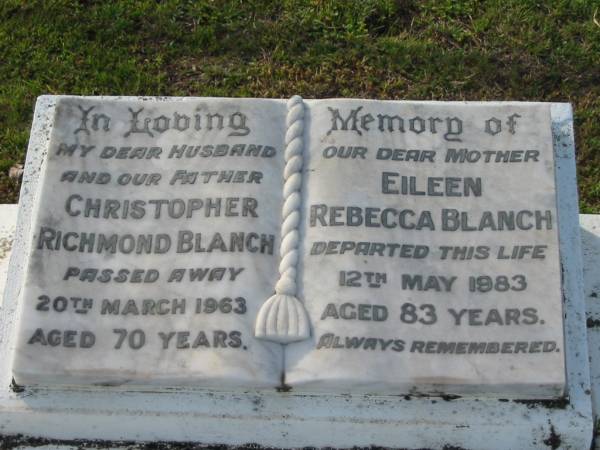 In Loving
MY DEAR HUSBAND
AND OUR FATHER
CHRISTOPHER
RICHMOND BLANCH
PASSED AWAY
20TH MARCH 1963
AGED 70 YEARS.
Memory of
OUR DEAR MOTHER
EILEEN
REBECCA BLANCH
DEPARTED THIS LIFE
12TH MAY 1983
AGED 83 YEARS.
ALWAYS REMEMBERED.